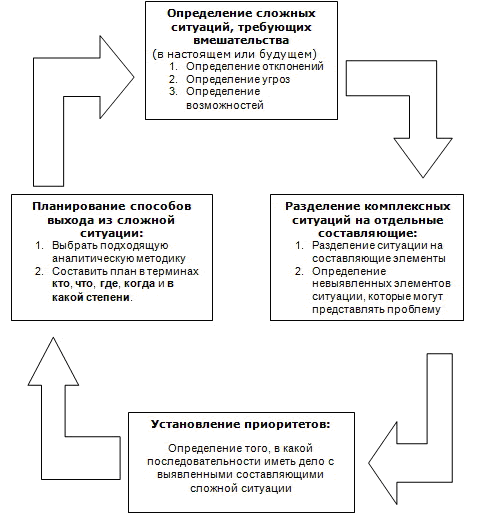 Определение сложных
ситуаций, требующих
вмешательства
(в настоящем или будущем)
1. Определение отклонений
2. Определение угроз
3. Определение
возможностей
Планирование способов
выхода из сложной
ситуации:
1. Выбрать подходящую
аналитическую методику
2. Составить план в терминах
кто, что, где, когда и в
какой степени.
Разделение комплексных
ситуаций на отдельные
составляющие:
1. Разделение ситуации на
составляющие элементы
2. Определение
невыявленных элементов
ситуации, которые могут
представлять проблему
Установление приоритетов:
Определение того, в какой
последовательности иметь дело с
выявленными составляющими
сложной ситуации